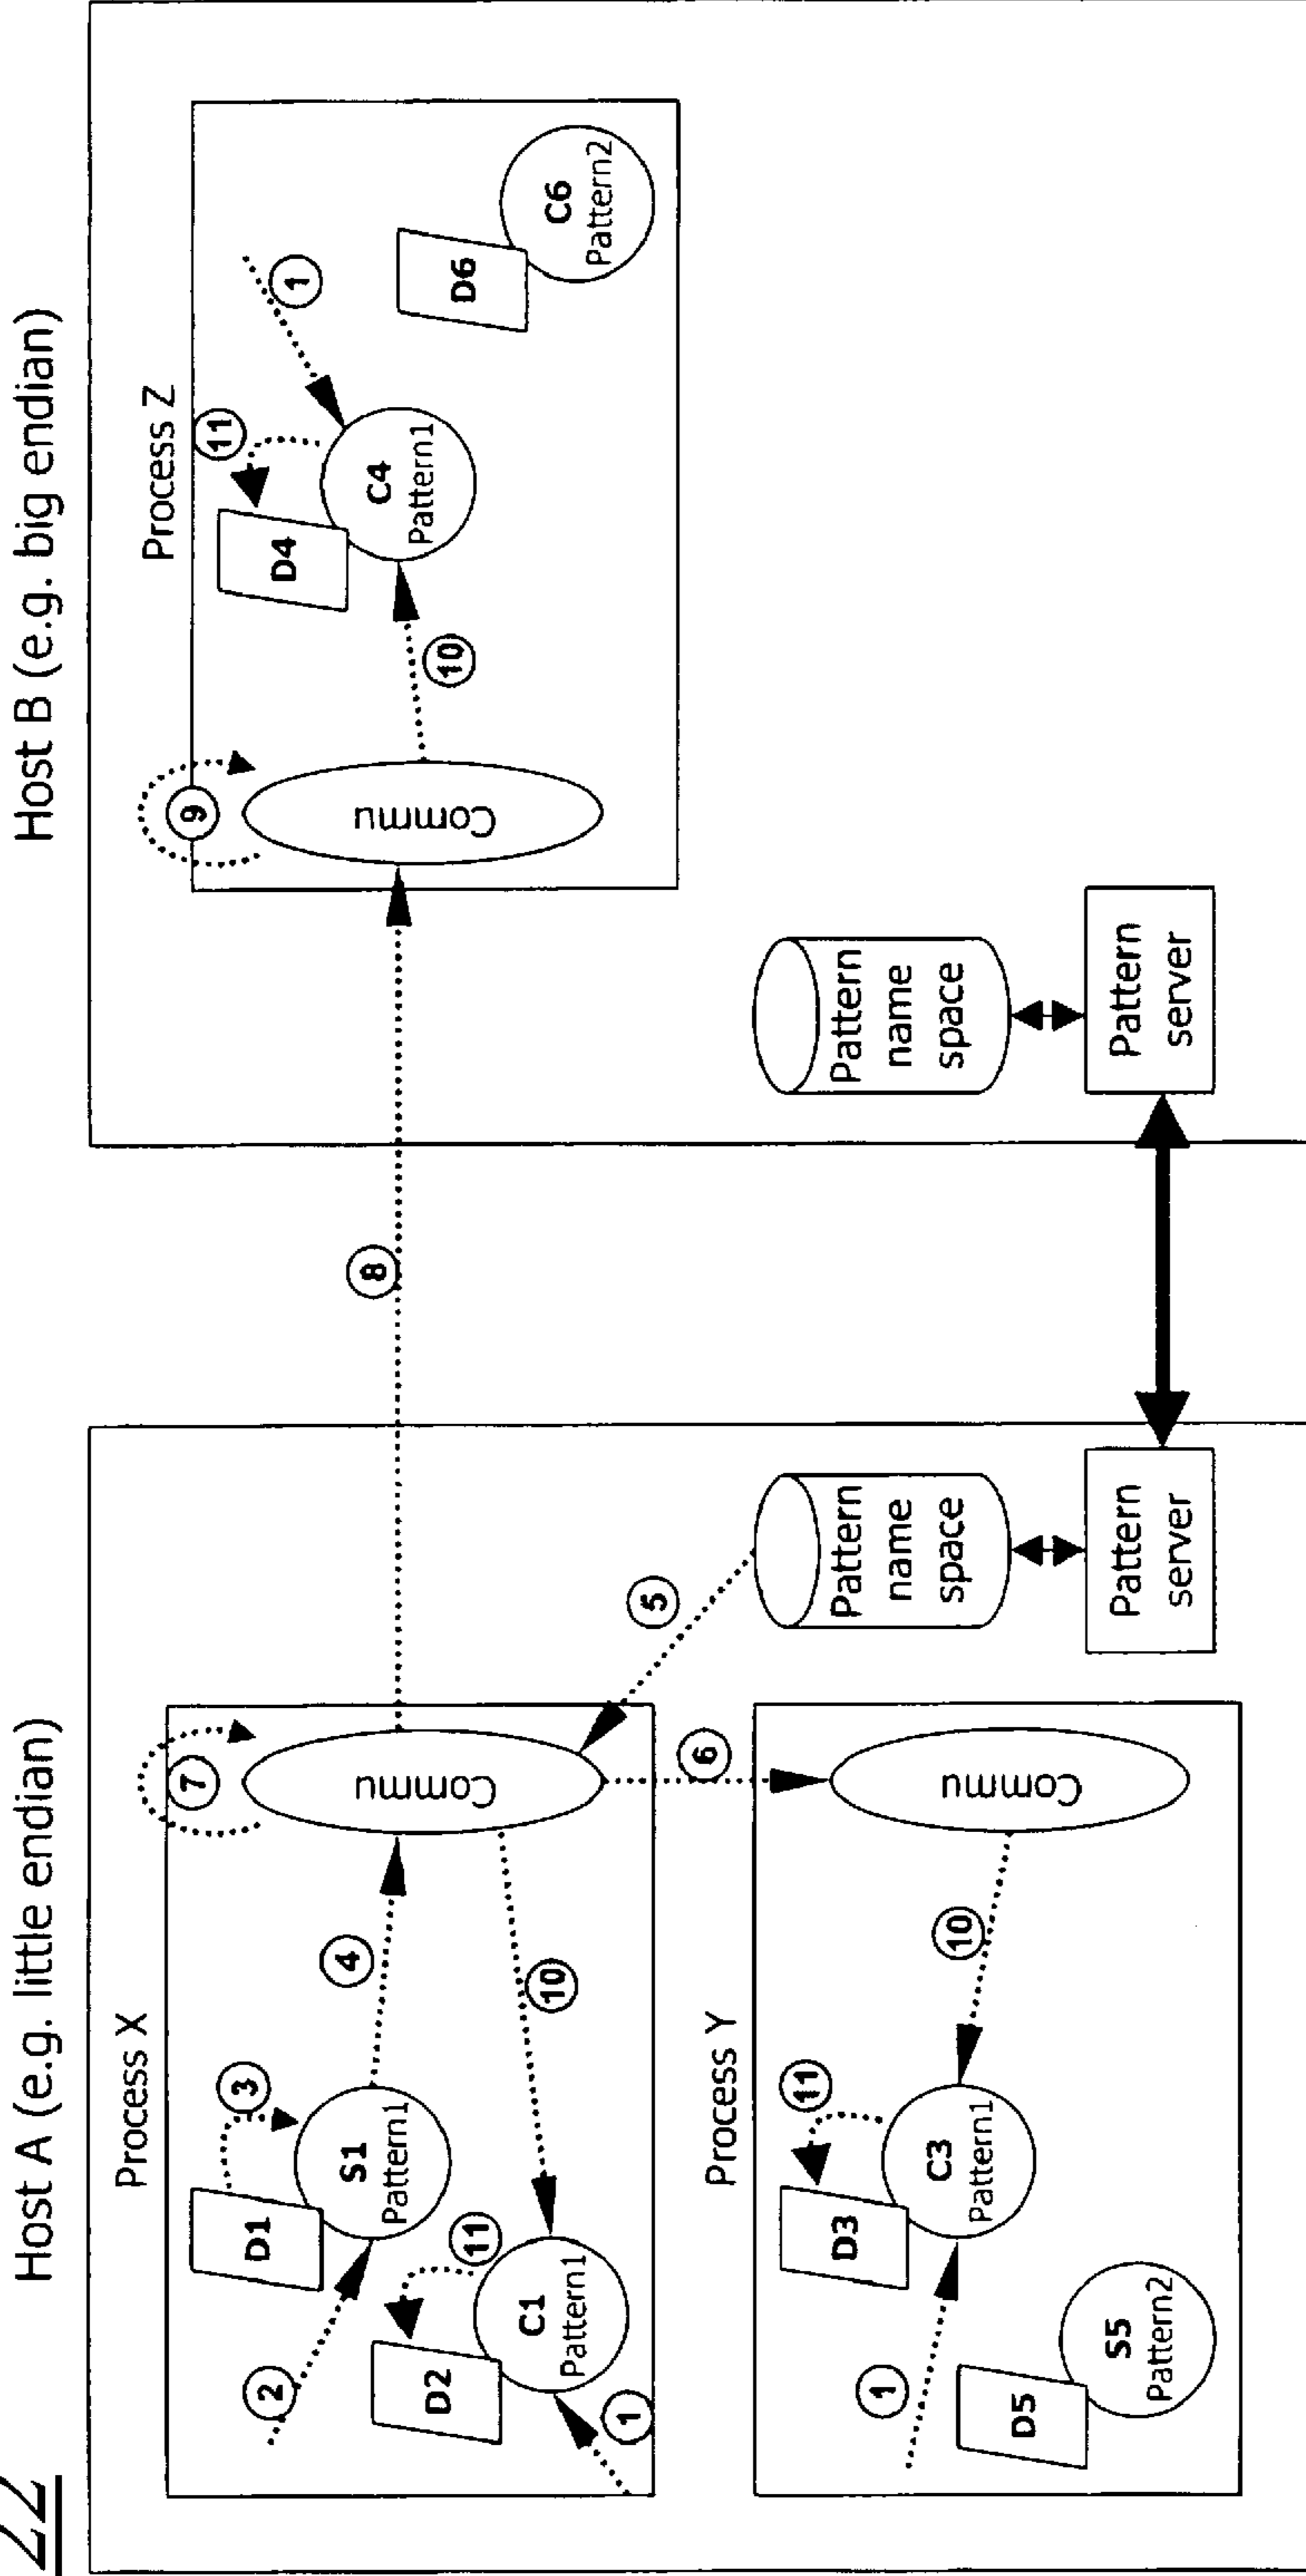 22
Host A (e.g. little endian)
Process X
7
D1
3
2
S1
Pattern1
4
Commu
D2
11
C1
Pattern1
10
1
5
6
Process Y
D3
11
C3
Pattern1
10
1
Commu
D5
S5
Pattern2
Pattern
name
space
Pattern
server
8
Host B (e.g. big endian)
Process Z
9
Commu
10
D4
11
C4
Pattern1
1
D6
C6
Pattern2
Pattern
name
space
Pattern
server